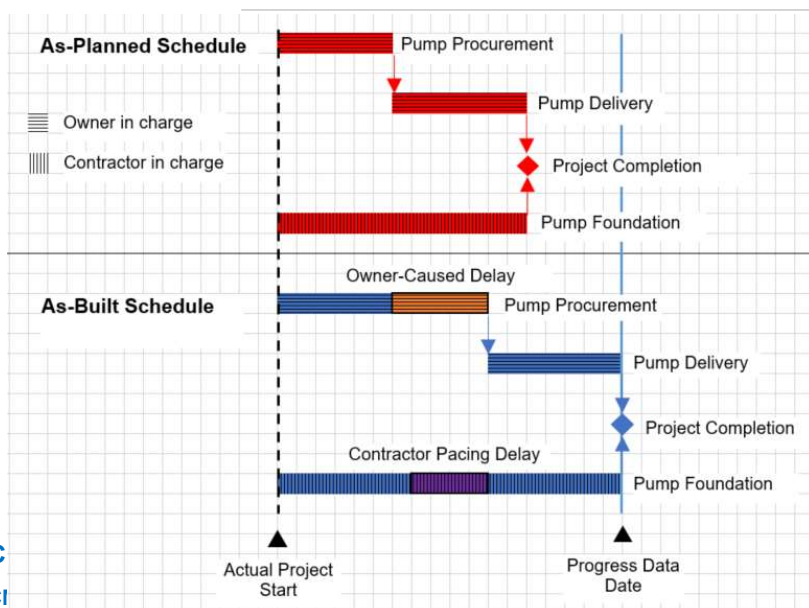 As-Planned Schedule
Pump Procurement
Pump Delivery
Owner in charge
Contractor in charge
Project Completion
Pump Foundation
Owner-Caused Delay
As-Built Schedule
Pump Procurement
Pump Delivery
Project Completion
Contractor Pacing Delay
Pump Foundation
Actual Project
Start
Progress Data
Date